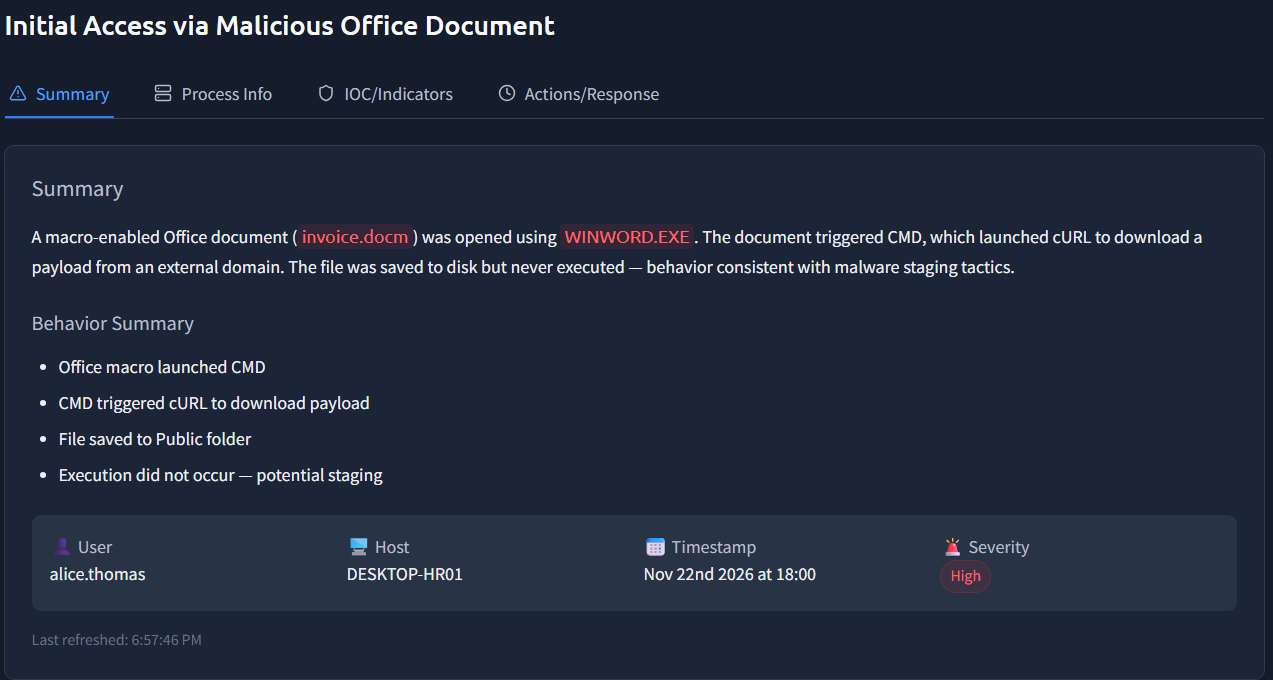 Initial Access via Malicious Office Document
Summary
Process Info
IOC/Indicators
Actions/Response
Summary
A macro-enabled Office document ( invoice.docm ) was opened using WINWORD.EXE . The document triggered CMD, which launched cURL to download a
payload from an external domain. The file was saved to disk but never executed — behavior consistent with malware staging tactics.
Behavior Summary
• Office macro launched CMD
• CMD triggered cURL to download payload
• File saved to Public folder
• Execution did not occur — potential staging
User
Host
Timestamp
Severity
alice.thomas
DESKTOP-HR01
Nov 22nd 2026 at 18:00
High
Last refreshed: 6:57:46 PM